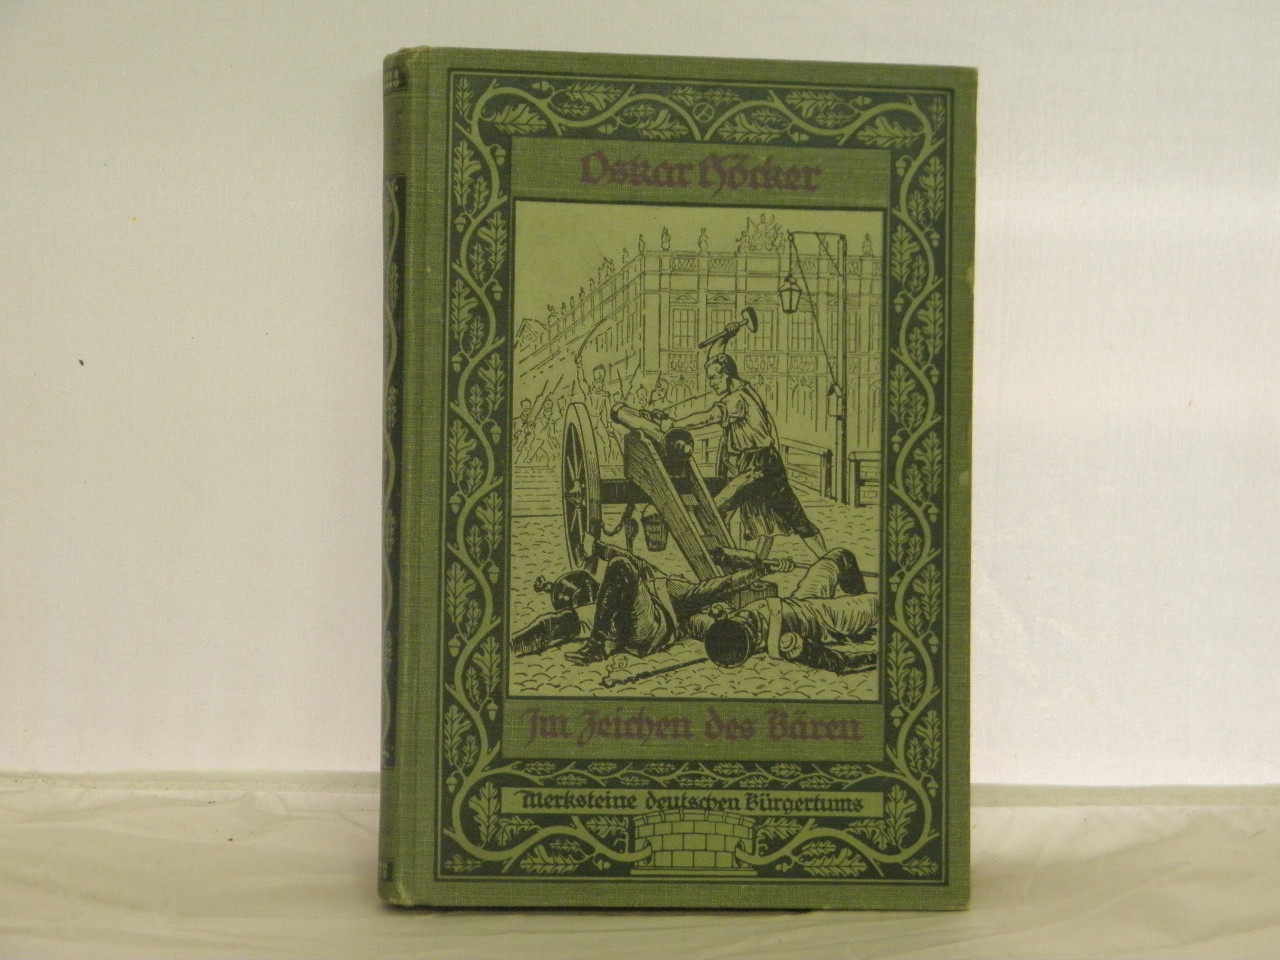 Oskar Höcker
Im Zeichen des Bären
Merksteine deutschen Bürgertums